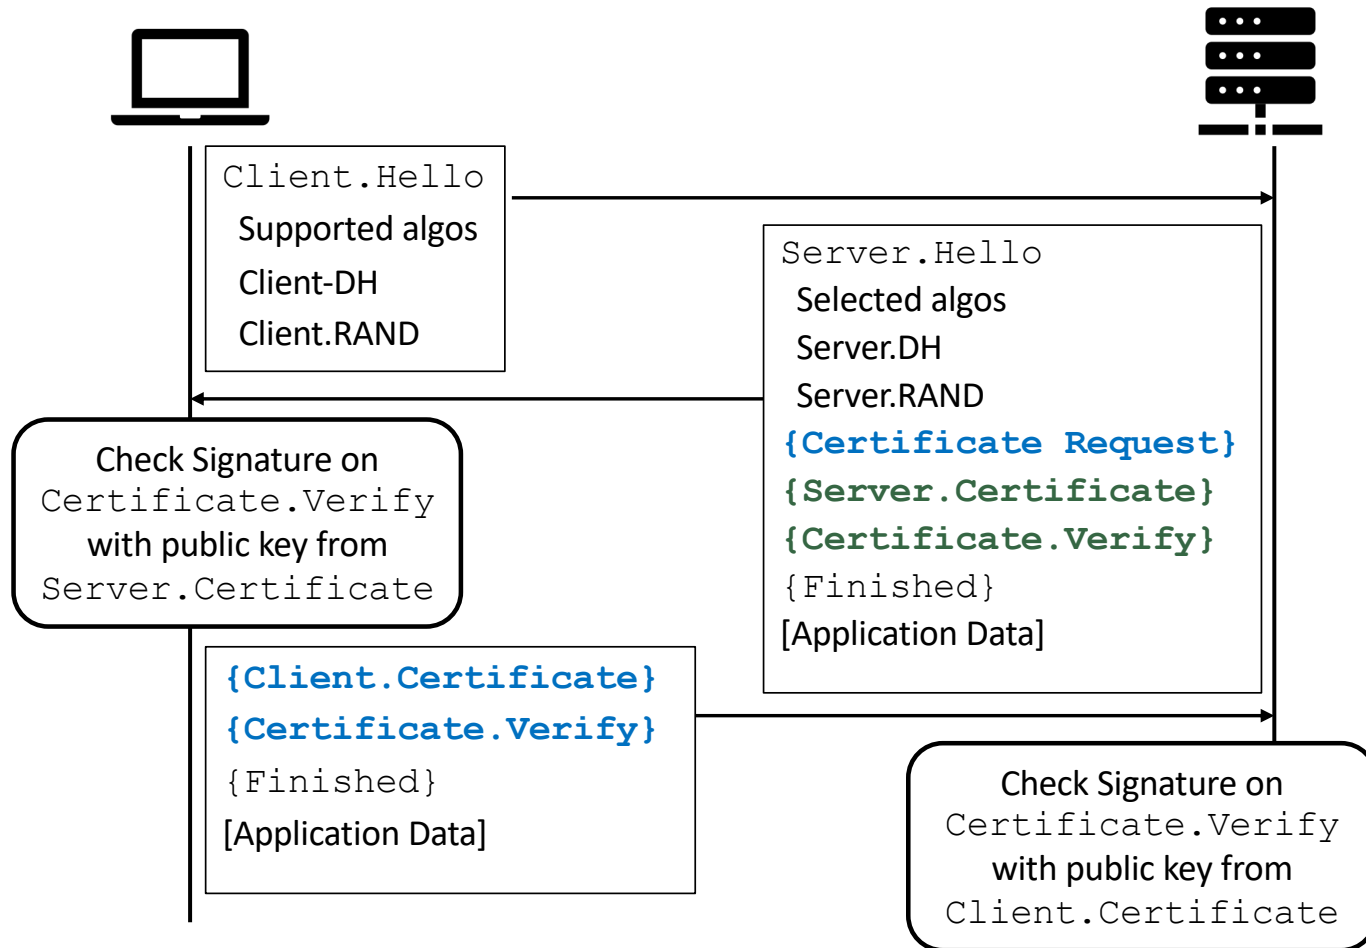 Client.Hello
Supported algos
Client-DH
Client.RAND
Server.Hello
Selected algos
Server.DH
Server.RAND
{Certificate Request}
{Server.Certificate}
{Certificate.Verify}
{Finished}
[Application Data]
Check Signature on
Certificate.Verify
with public key from
Server.Certificate
{Client.Certificate}
{Certificate.Verify}
{Finished}
[Application Data]
Check Signature on
Certificate.Verify
with public key from
Client.Certificate